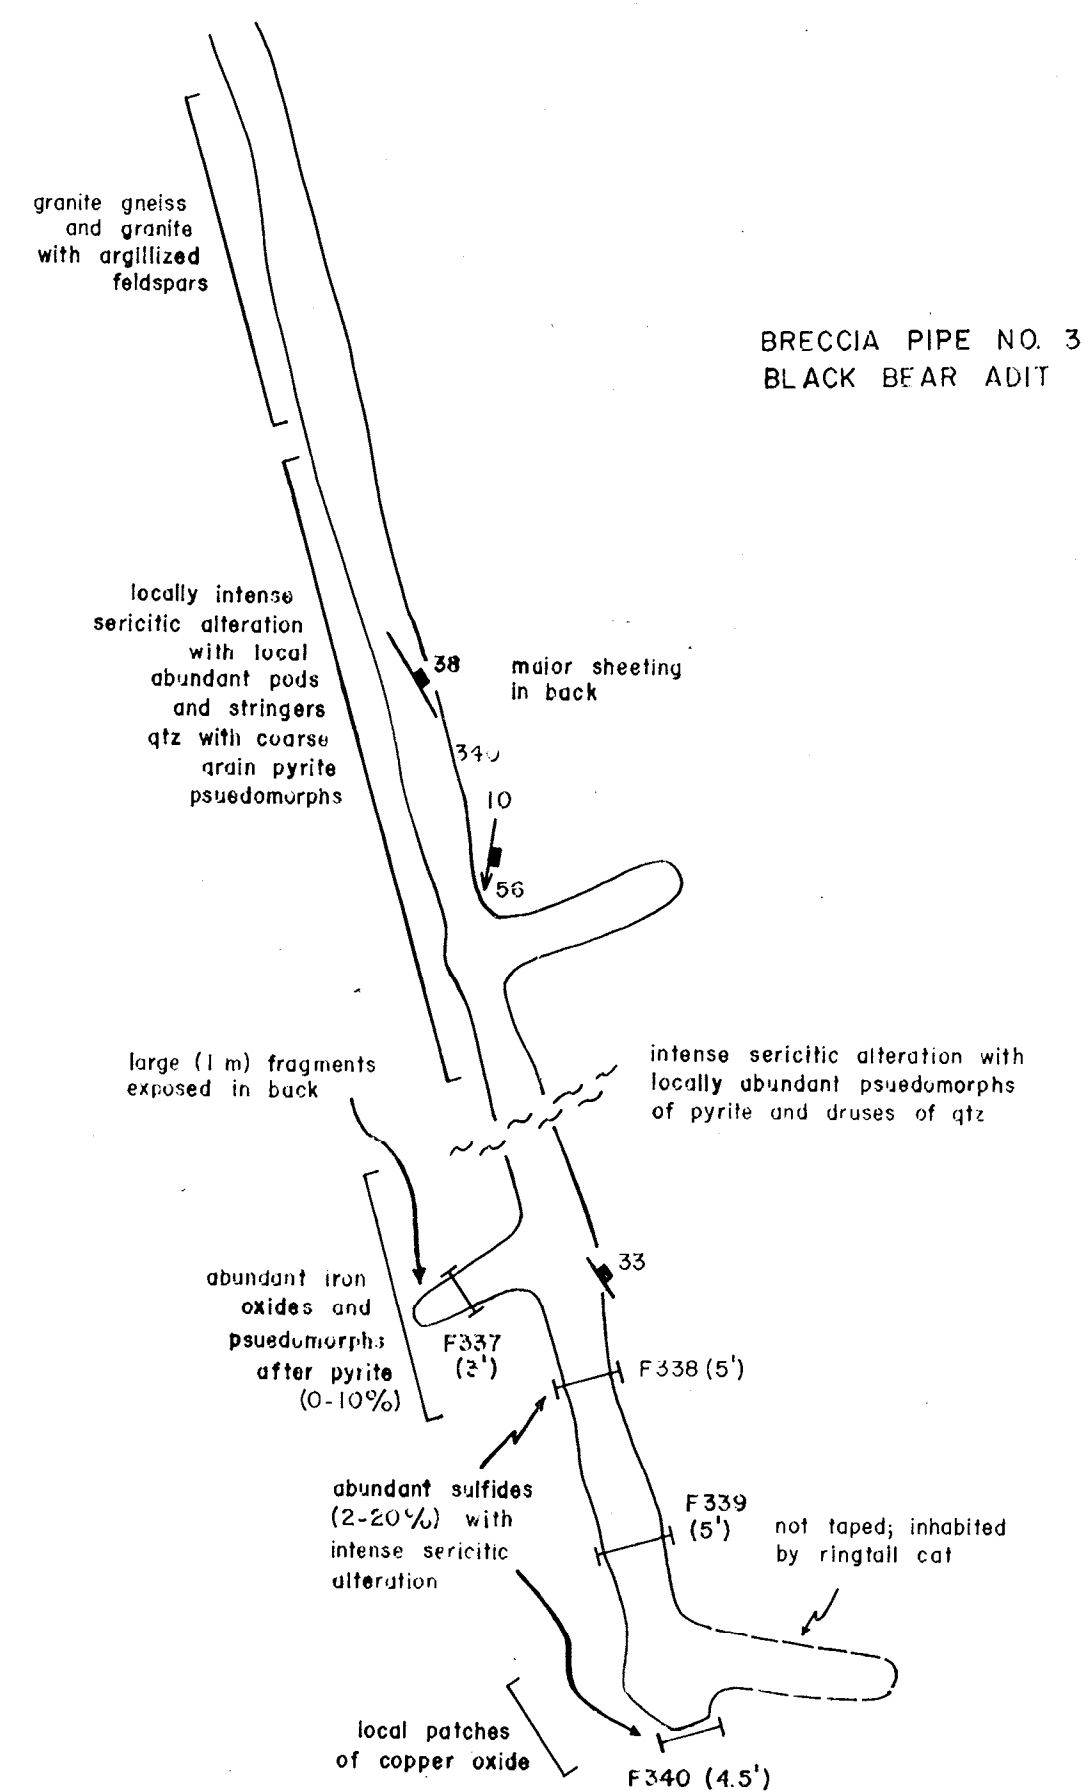 granite gneiss
and granite
with argillized
feldspars
BRECCIA PIPE NO. 3
BLACK BEAR ADIT
locally intense
sericitic alteration
with local
abundant pods
and stringers
qtz with coarse
grain pyrite
psuedomorphs
38
major sheeting
in back
340
10
56
large (1 m) fragments
exposed in back
intense sericitic alteration with
locally abundant psuedomorphs
of pyrite and druses of qtz
33
abundant iron
oxides and
psuedomorphs
after pyrite
(0-10%)
F337
(3')
F338 (5')
abundant sulfides
(2-20%) with
intense sericitic
alteration
F339
(5')
not taped; inhabited
by ringtail cat
local patches
of copper oxide
F340 (4.5')